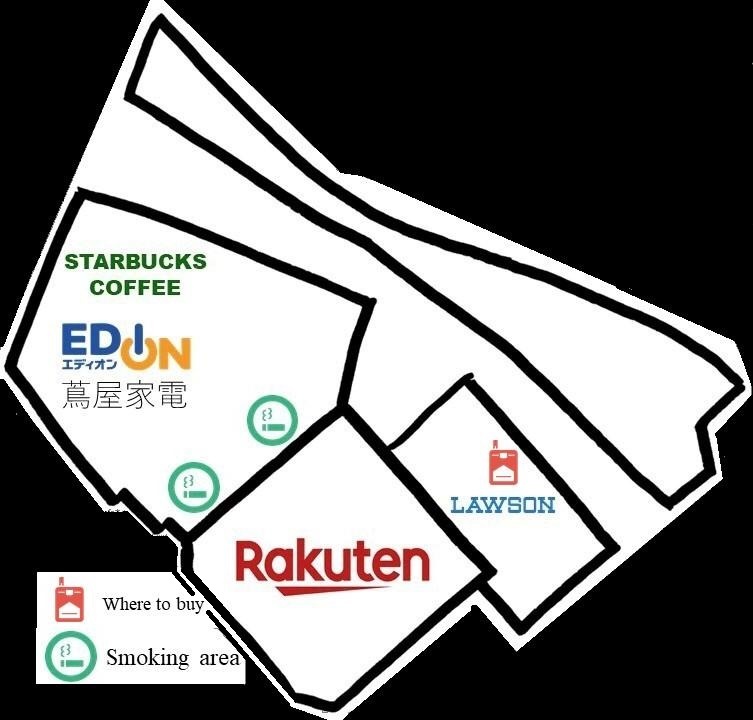 STARBUCKS
COFFEE
EDION
エディオン
蔦屋家電
LAWSON
Rakuten
Where to buy
Smoking area